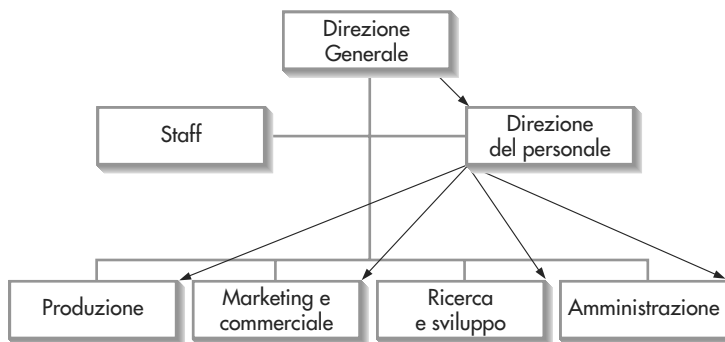 Direzione
Generale
Staff
Direzione
del personale
Produzione
Marketing e
commerciale
Ricerca
e sviluppo
Amministrazione